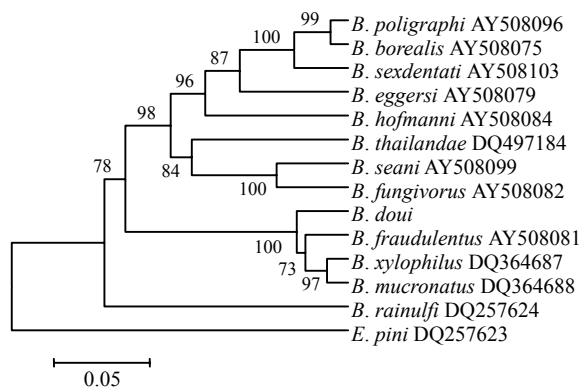 99
B. poligraphi AY508096
100
B. borealis AY508075
87
B. sexdentati AY508103
96
B. eggersi AY508079
98
B. hofmanni AY508084
B. thailandae DQ497184
84
B. seani AY508099
100
B. fungivorus AY508082
78
B. doui
100
B. fraudulentus AY508081
73
B. xylophilus DQ364687
97
B. mucronatus DQ364688
B. rainulfi DQ257624
E. pini DQ257623
0.05